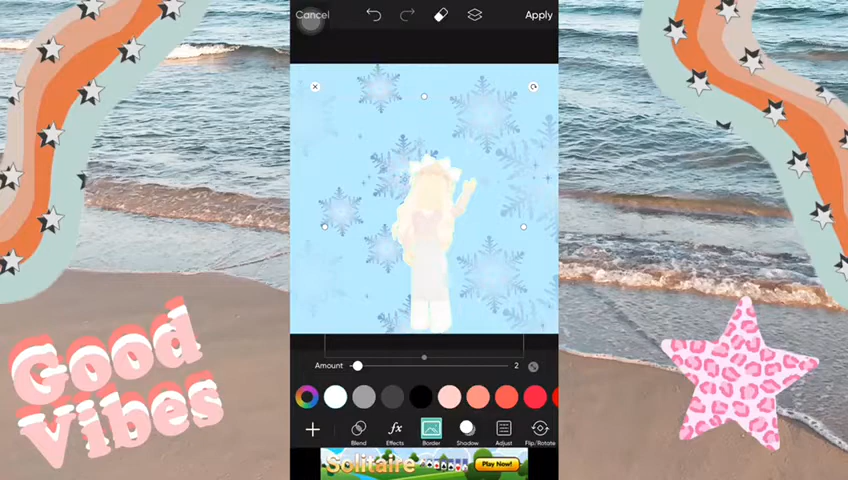 Cancel
Apply
Amount
2
Blend
Effects
Border
Shadow
Adjust
Flip/Rotate
Solitaire
Play Now!
Good
Vibes